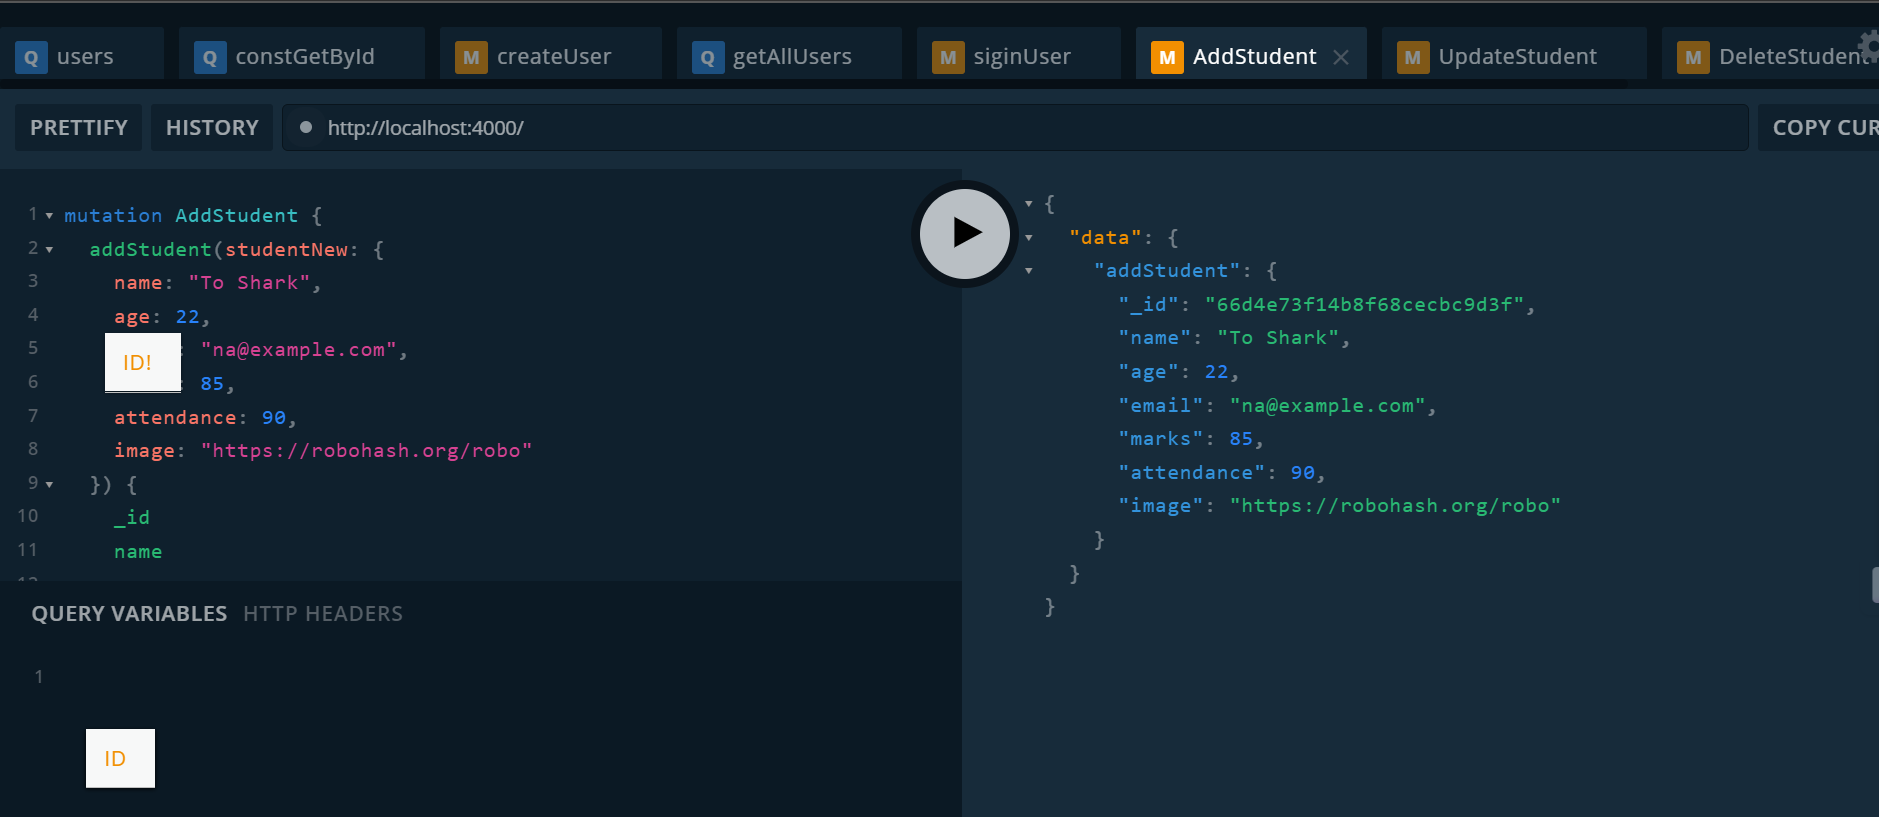 Q users Q constGetById M createUser Q getAllUsers M siginUser M AddStudent M UpdateStudent M DeleteStudent
PRETTIFY HISTORY http://localhost:4000/ COPY CUR
1 mutation AddStudent {
2 addStudent(studentNew: {
3 name: "To Shark",
4 age: 22,
5 : "na@example.com",
ID!
6 : 85,
7 attendance: 90,
8 image: "https://robohash.org/robo"
9 }) {
10 _id
11 name
QUERY VARIABLES HTTP HEADERS
1
ID
{
"data": {
"addStudent": {
"_id": "66d4e73f14b8f68cecbc9d3f",
"name": "To Shark",
"age": 22,
"email": "na@example.com",
"marks": 85,
"attendance": 90,
"image": "https://robohash.org/robo"
}
}
}